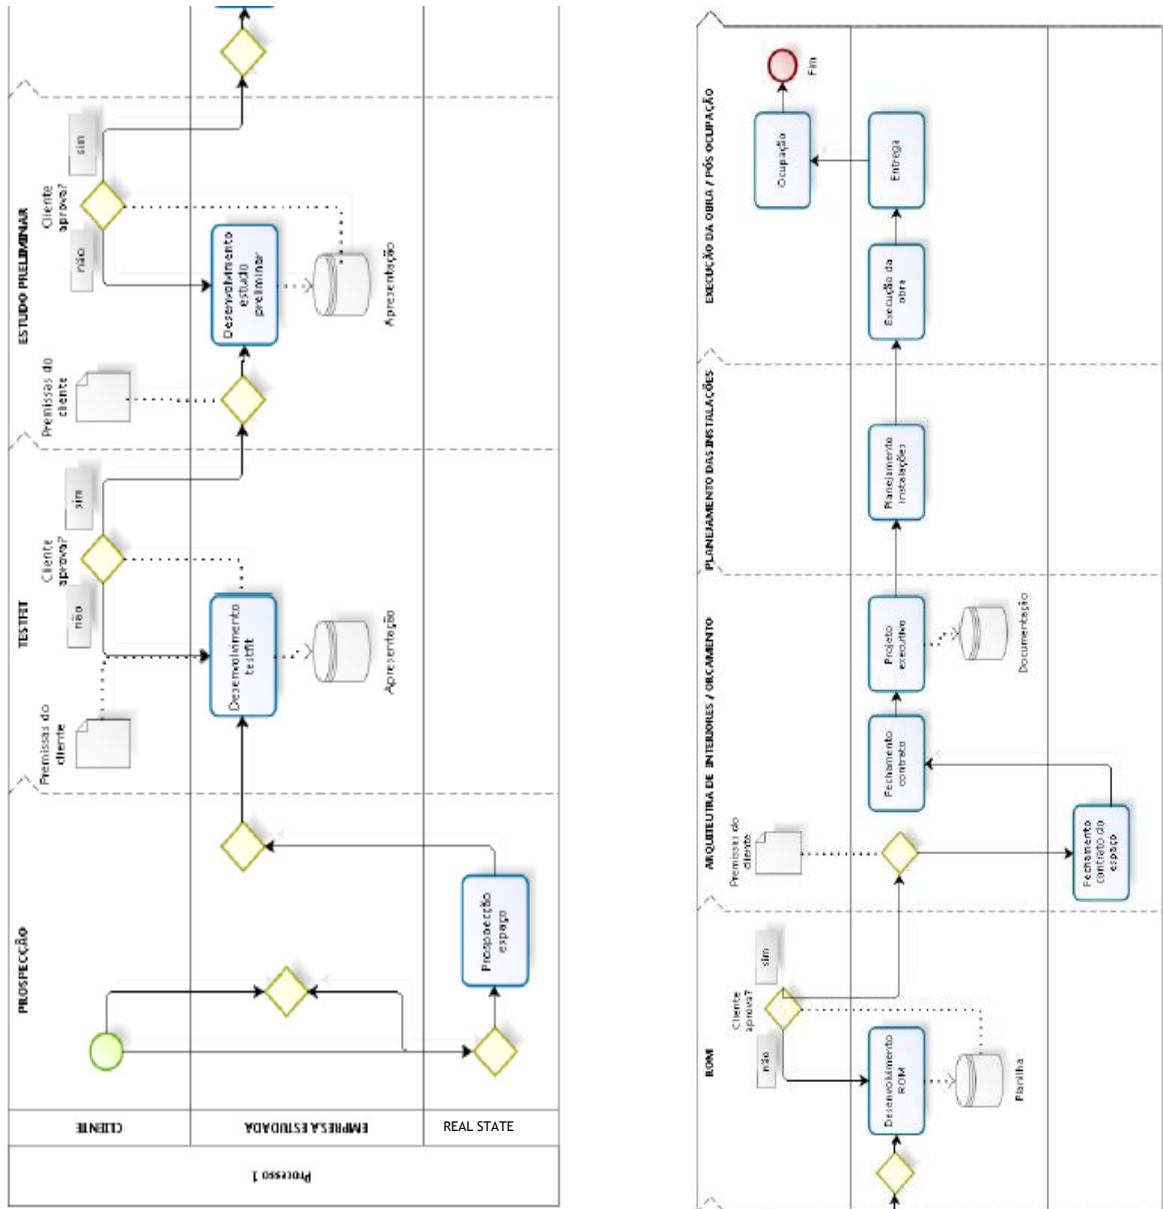 Processo 1
CLIENTE
EMPRESA ESTUDADA
REAL STATE
PROSPECÇÃO
Prospoecção
espaço
TESTFIT
Premissas do
cliente
não
Cliente
aprova?
sim
Desenvolvimento
testfit
Apresentação
ESTUDO PRELIMINAR
Premissas do
cliente
não
Cliente
aprova?
sim
Desenvolvimento
estudo
preliminar
Apresentação
ROM
não
Cliente
aprova?
sim
Desenvolvimento
ROM
Planilha
ARQUITEUTRA DE INTERIORES / ORÇAMENTO
Premissas do
cliente
Fechamento
contrato do
espaço
Fechamento
contrato
Projeto
executivo
Documentação
PLANEJAMENTO DAS INSTALAÇÕES
Planejamento
instalações
EXECUÇÃO DA OBRA / PÓS OCUPAÇÃO
Execução da
obra
Entrega
Ocupação
Fim